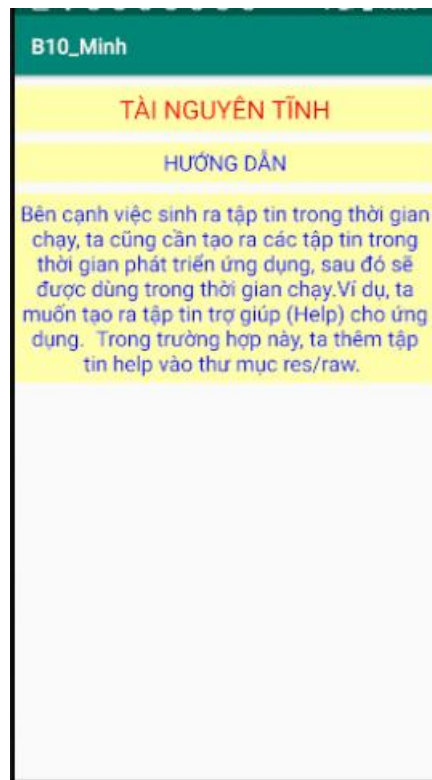 B10_Minh
TÀI NGUYÊN TĨNH
HƯỚNG DẪN
Bên cạnh việc sinh ra tập tin trong thời gian
chạy, ta cũng cần tạo ra các tập tin trong
thời gian phát triển ứng dụng, sau đó sẽ
được dùng trong thời gian chạy.Ví dụ, ta
muốn tạo ra tập tin trợ giúp (Help) cho ứng
dụng.  Trong trường hợp này, ta thêm tập
tin help vào thư mục res/raw.